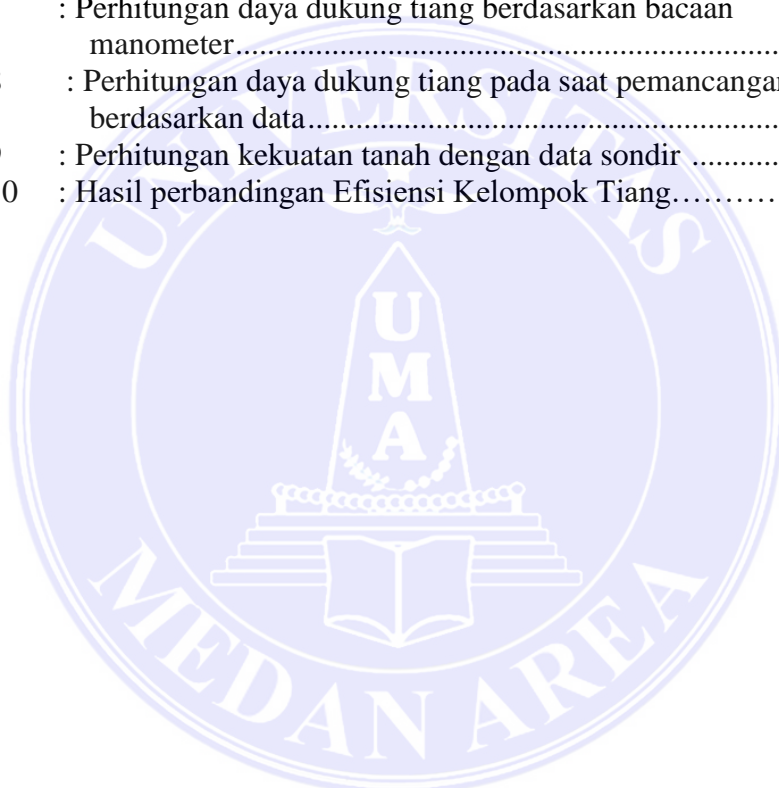 : Perhitungan daya dukung tiang berdasarkan bacaan
manometer....................................................................
: Perhitungan daya dukung tiang pada saat pemancangan
berdasarkan data............................................................
: Perhitungan kekuatan tanah dengan data sondir ...........
0 : Hasil perbandingan Efisiensi Kelompok Tiang..........
UNIVERSITAS
UMA
MEDAN AREA